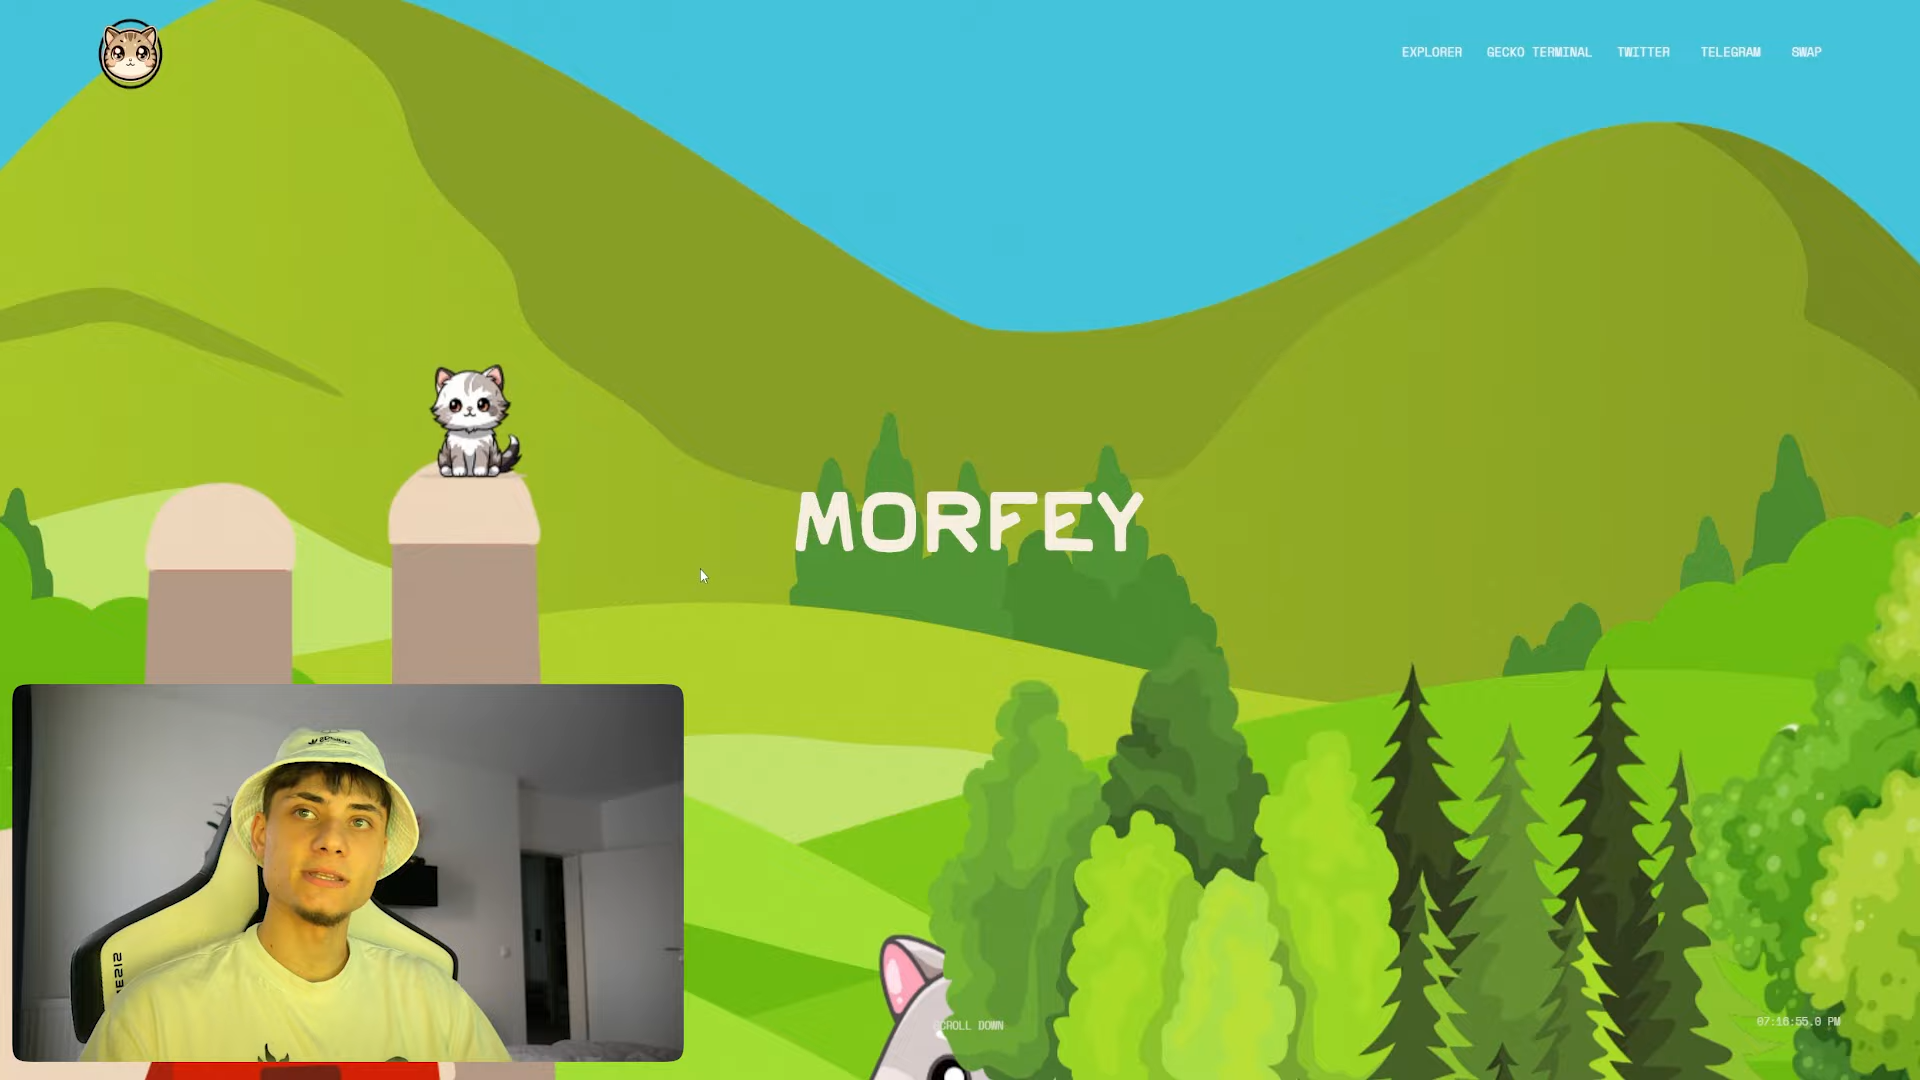 EXPLORER GECKO TERMINAL TWITTER TELEGRAM SWAP
MORFEY
SCROLL DOWN
07:16:55.0 PM